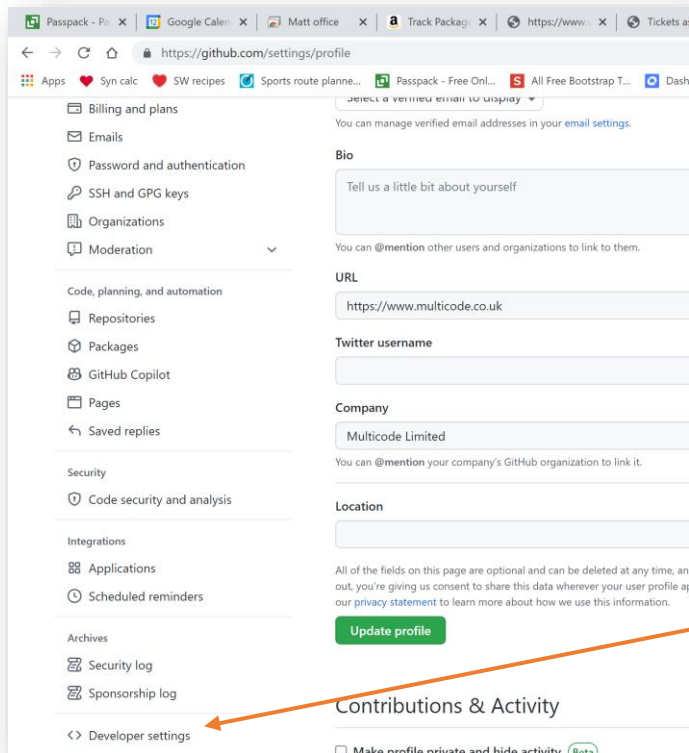 Passpack - Pa
Google Calen
Matt office
Track Packag
https://www.
Tickets as
https://github.com/settings/profile
Apps
Syn calc
SW recipes
Sports route planne...
Passpack - Free Onl...
All Free Bootstrap T...
Dash
Billing and plans
Emails
Password and authentication
SSH and GPG keys
Organizations
Moderation
Code, planning, and automation
Repositories
Packages
GitHub Copilot
Pages
Saved replies
Security
Code security and analysis
Integrations
Applications
Scheduled reminders
Archives
Security log
Sponsorship log
<> Developer settings
Select a verified email to display
You can manage verified email addresses in your email settings.
Bio
Tell us a little bit about yourself
You can @mention other users and organizations to link to them.
URL
https://www.multicode.co.uk
Twitter username
Company
Multicode Limited
You can @mention your company's GitHub organization to link it.
Location
All of the fields on this page are optional and can be deleted at any time, an
out, you're giving us consent to share this data wherever your user profile ap
our privacy statement to learn more about how we use this information.
Update profile
Contributions & Activity
Make profile private and hide activity Beta